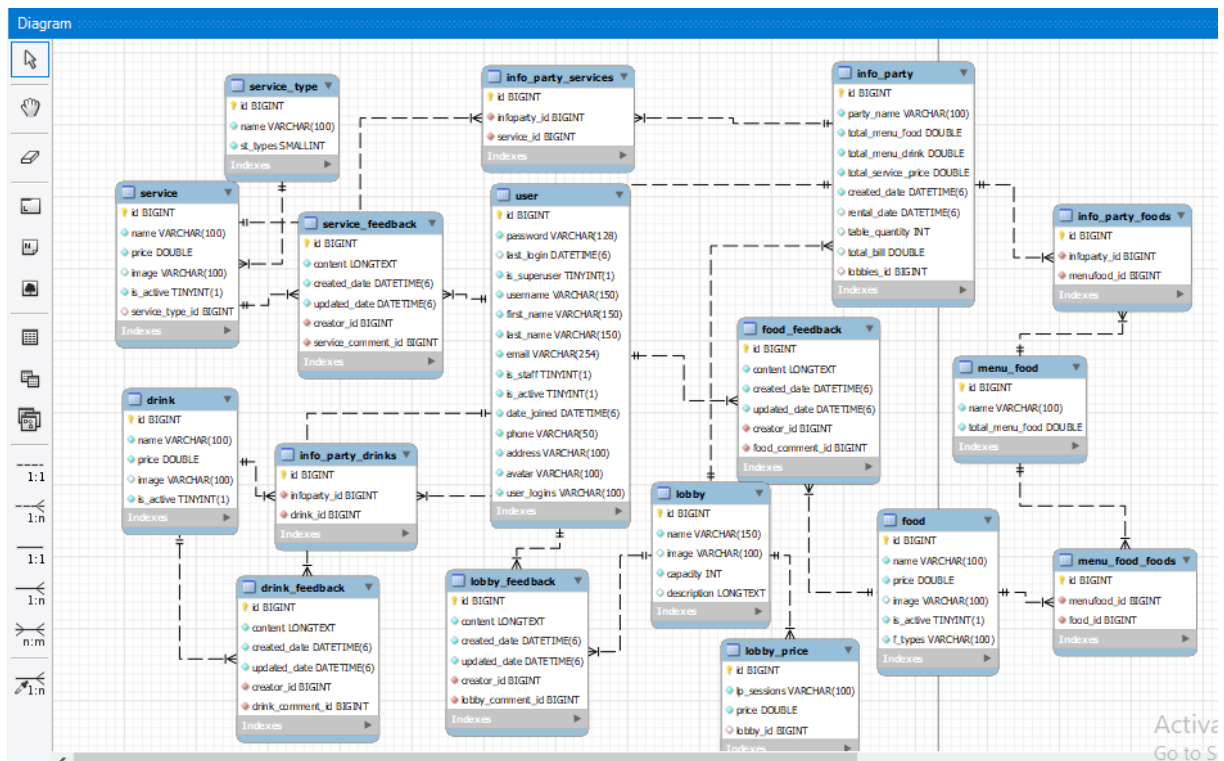 Diagram
service_type
id BIGINT
name VARCHAR(100)
st_types SMALLINT
Indexes
info_party_services
id BIGINT
infoparty_id BIGINT
service_id BIGINT
Indexes
info_party
id BIGINT
party_name VARCHAR(100)
total_menu_food DOUBLE
total_menu_drink DOUBLE
total_service_price DOUBLE
created_date DATETIME(6)
rental_date DATETIME(6)
table_quantity INT
total_bill DOUBLE
lobbies_id BIGINT
Indexes
service
id BIGINT
name VARCHAR(100)
price DOUBLE
image VARCHAR(100)
is_active TINYINT(1)
service_type_id BIGINT
Indexes
service_feedback
id BIGINT
content LONGTEXT
created_date DATETIME(6)
updated_date DATETIME(6)
creator_id BIGINT
service_comment_id BIGINT
Indexes
user
id BIGINT
password VARCHAR(128)
last_login DATETIME(6)
is_superuser TINYINT(1)
username VARCHAR(150)
first_name VARCHAR(150)
last_name VARCHAR(150)
email VARCHAR(254)
is_staff TINYINT(1)
is_active TINYINT(1)
date_joined DATETIME(6)
phone VARCHAR(50)
address VARCHAR(100)
avatar VARCHAR(100)
user_logins VARCHAR(100)
Indexes
info_party_foods
id BIGINT
infoparty_id BIGINT
menufood_id BIGINT
Indexes
food_feedback
id BIGINT
content LONGTEXT
created_date DATETIME(6)
updated_date DATETIME(6)
creator_id BIGINT
food_comment_id BIGINT
Indexes
menu_food
id BIGINT
name VARCHAR(100)
total_menu_food DOUBLE
Indexes
drink
id BIGINT
name VARCHAR(100)
price DOUBLE
image VARCHAR(100)
is_active TINYINT(1)
Indexes
info_party_drinks
id BIGINT
infoparty_id BIGINT
drink_id BIGINT
Indexes
lobby
id BIGINT
name VARCHAR(150)
image VARCHAR(100)
capacity INT
description LONGTEXT
Indexes
food
id BIGINT
name VARCHAR(100)
price DOUBLE
image VARCHAR(100)
is_active TINYINT(1)
f_types VARCHAR(100)
Indexes
menu_food_foods
id BIGINT
menufood_id BIGINT
food_id BIGINT
Indexes
drink_feedback
id BIGINT
content LONGTEXT
created_date DATETIME(6)
updated_date DATETIME(6)
creator_id BIGINT
drink_comment_id BIGINT
Indexes
lobby_feedback
id BIGINT
content LONGTEXT
created_date DATETIME(6)
updated_date DATETIME(6)
creator_id BIGINT
lobby_comment_id BIGINT
Indexes
lobby_price
id BIGINT
lp_sessions VARCHAR(100)
price DOUBLE
lobby_id BIGINT
Indexes
1:1
1:n
1:1
1:n
n:m
1:n
Activa
Go to S